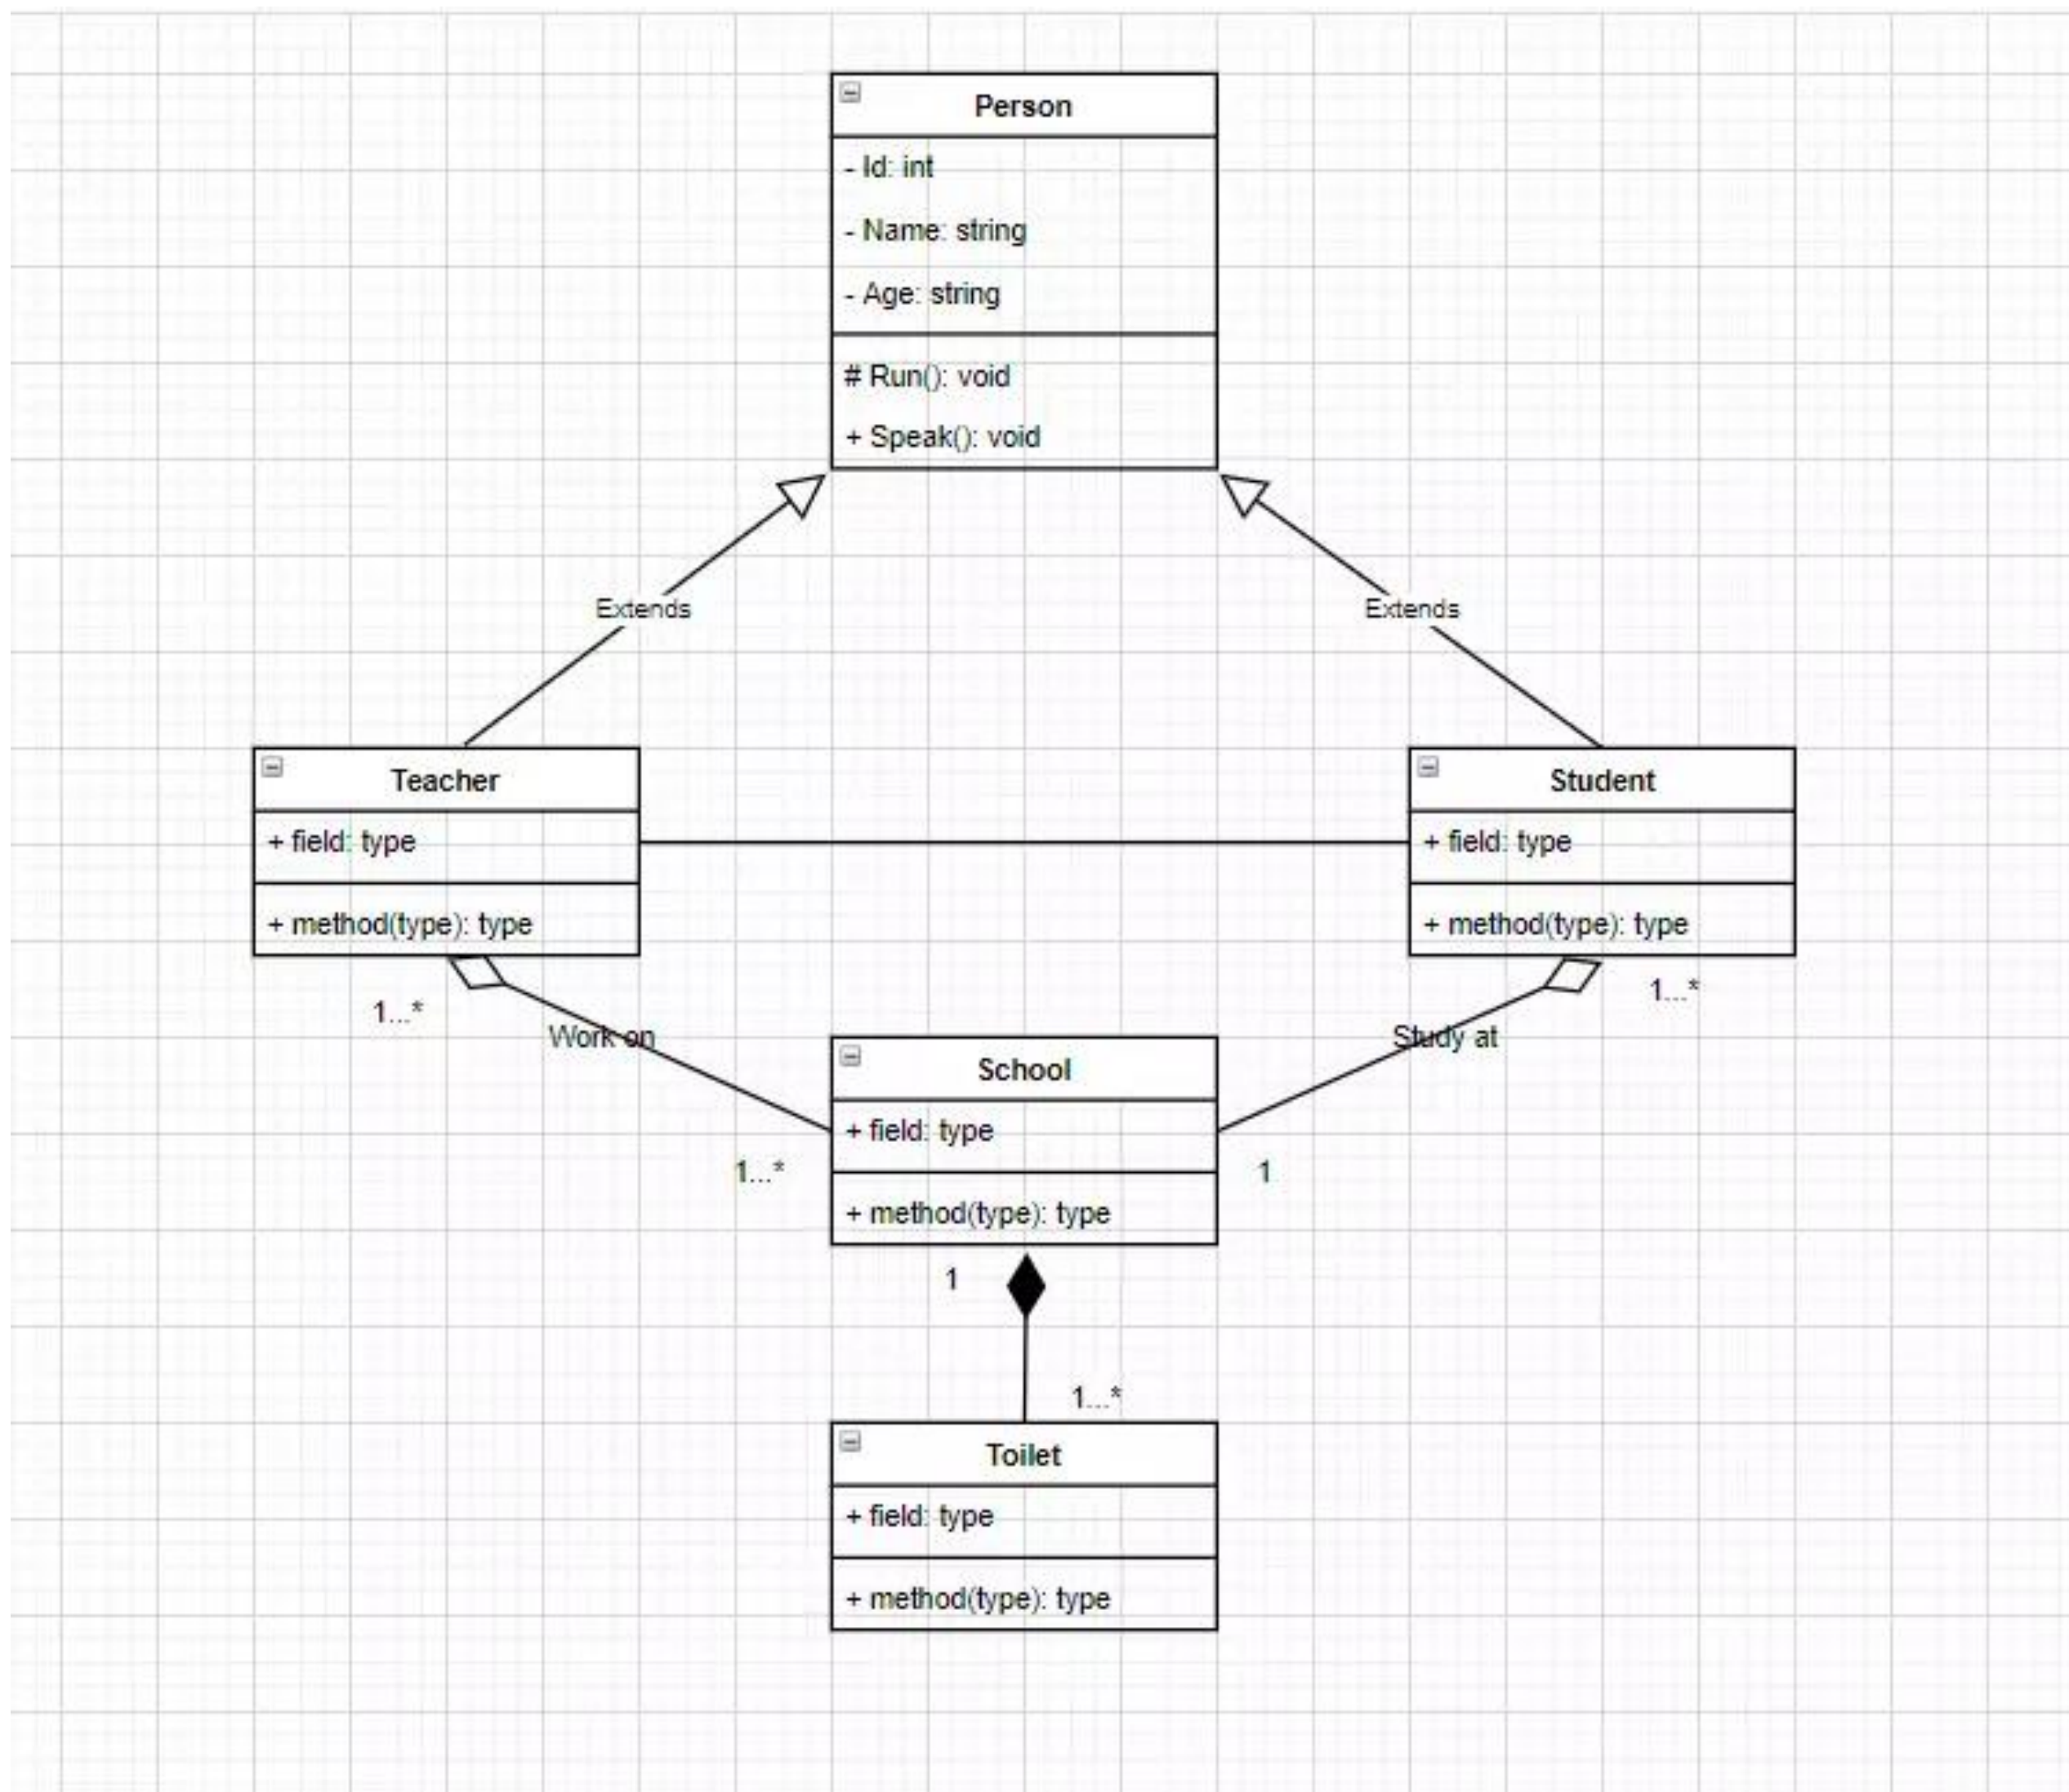 Person
- Id: int
- Name: string
- Age: string
# Run(): void
+ Speak(): void
Extends
Extends
Teacher
+ field: type
+ method(type): type
Student
+ field: type
+ method(type): type
1...*
Work on
1...*
Study at
1...*
1
School
+ field: type
+ method(type): type
1
1...*
Toilet
+ field: type
+ method(type): type